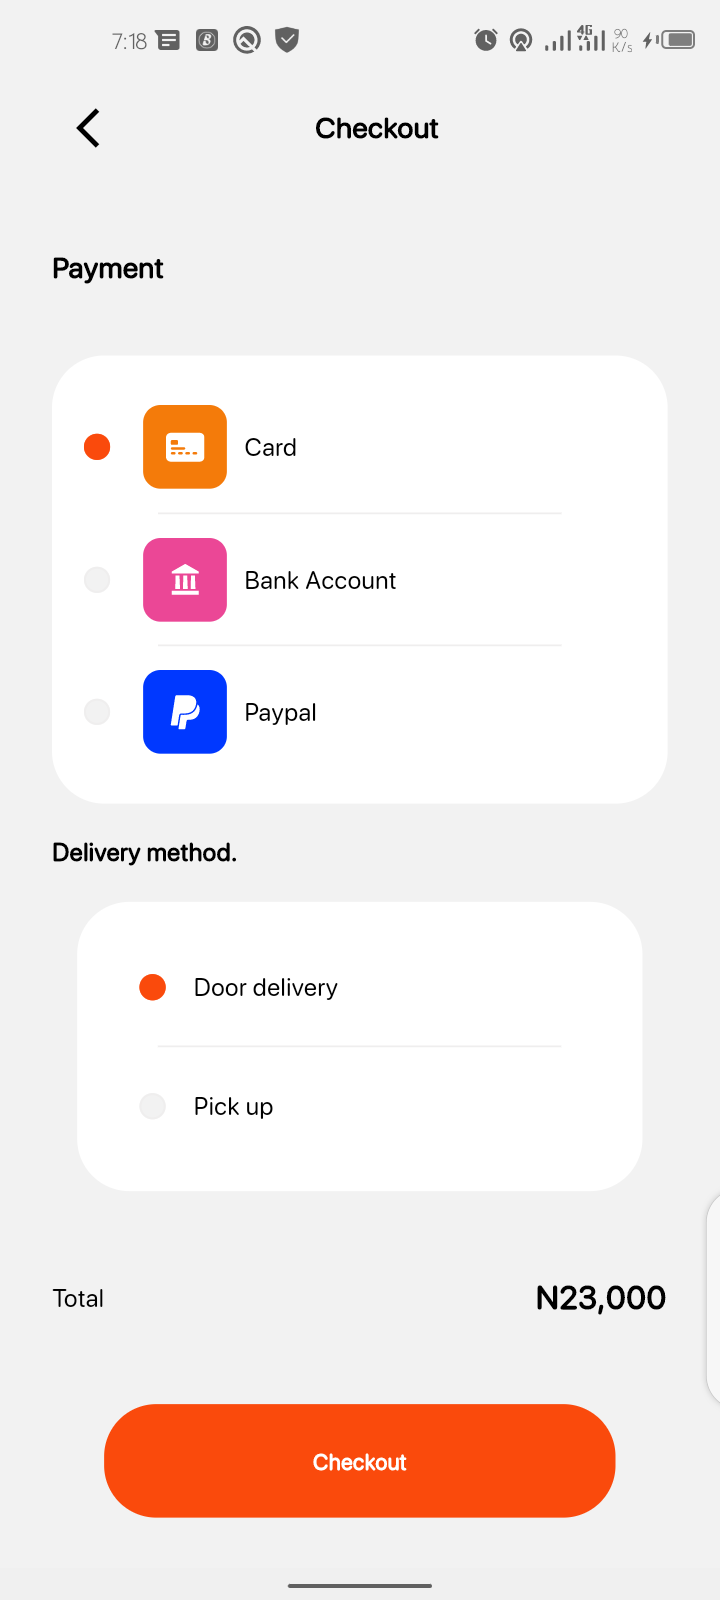 7:18 4G 90 K/s
Checkout
Payment
Card
Bank Account
Paypal
Delivery method.
Door delivery
Pick up
Total N23,000
Checkout